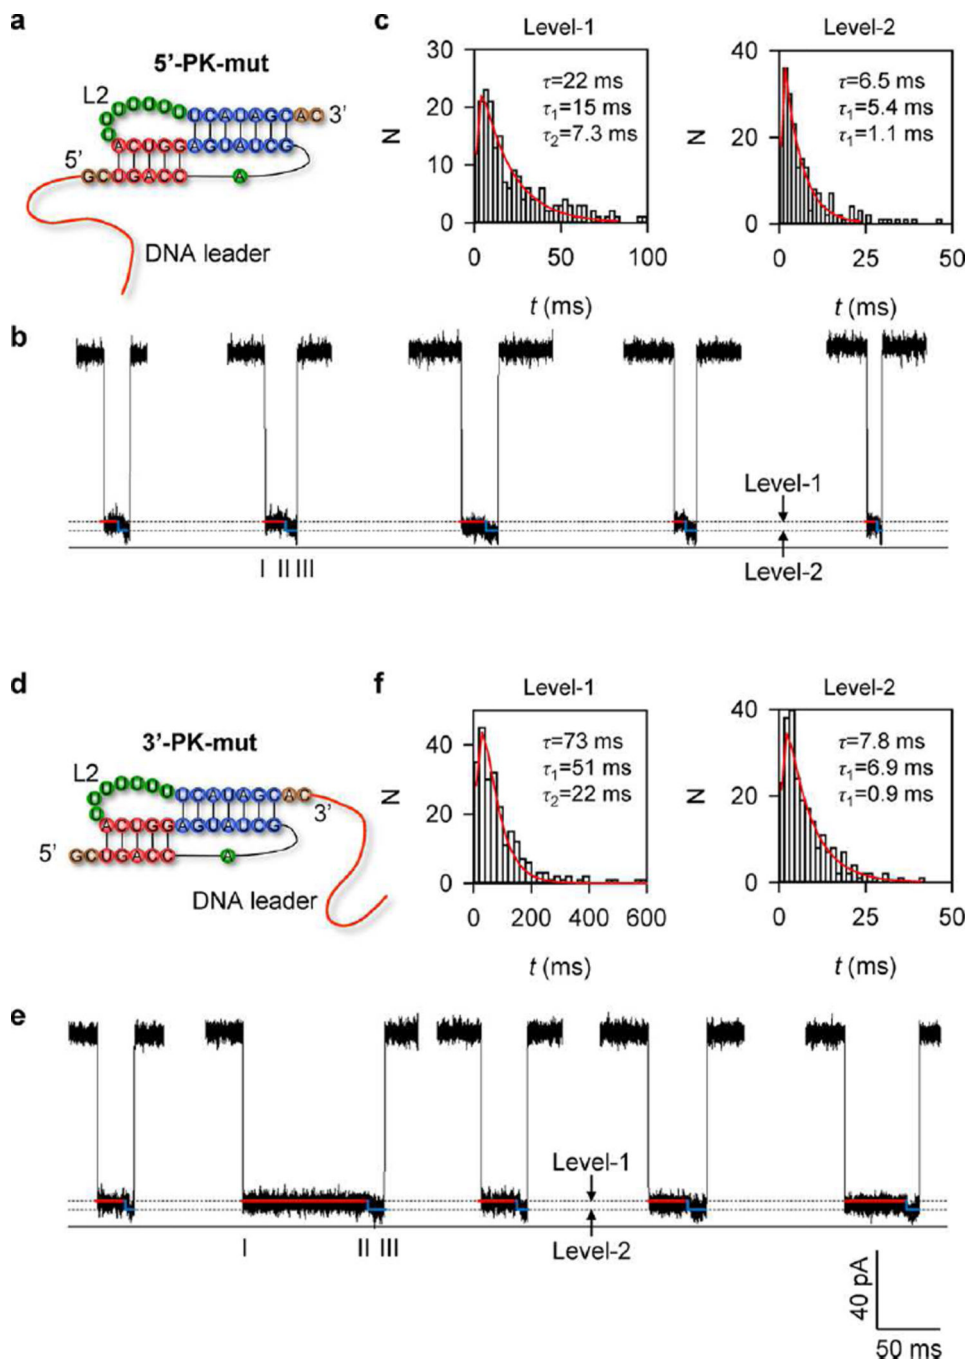 a
5'-PK-mut
L2
U U U U U U U U
U C A U A G C A C 3'
A C U G G A G U A U C G
5'
G C U G A C C A
DNA leader
c
Level-1
N
30
20
10
0
τ=22 ms
τ1=15 ms
τ2=7.3 ms
0 50 100
t (ms)
Level-2
N
40
20
0
τ=6.5 ms
τ1=5.4 ms
τ1=1.1 ms
0 25 50
t (ms)
b
Level-1
Level-2
I II III
d
3'-PK-mut
L2
U U U U U U U U
U C A U A G C A C 3'
A C U G G A G U A U C G
5' G C U G A C C A
DNA leader
f
Level-1
N
40
20
0
τ=73 ms
τ1=51 ms
τ2=22 ms
0 200 400 600
t (ms)
Level-2
N
40
20
0
τ=7.8 ms
τ1=6.9 ms
τ1=0.9 ms
0 25 50
t (ms)
e
Level-1
Level-2
I II III
40 pA
50 ms